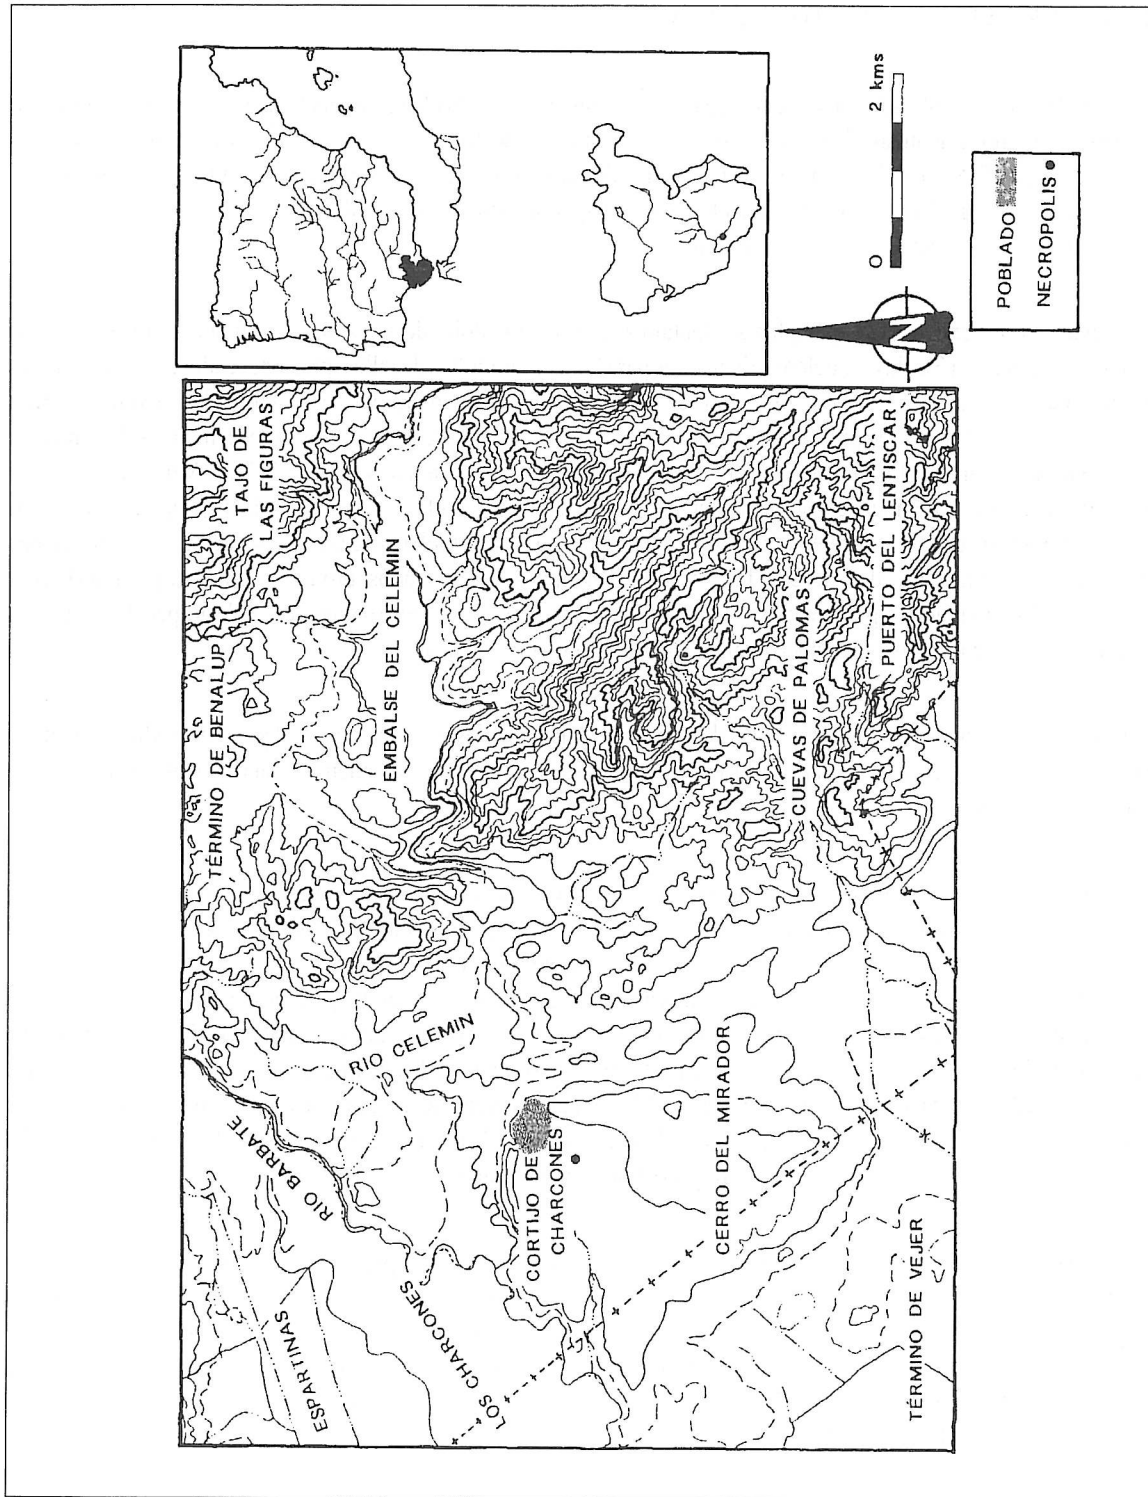 TÉRMINO DE BENALUP
TAJO DE
LAS FIGURAS
RIO BARBATE
ESPARTINAS
RIO CELEMIN
EMBALSE DEL CELEMIN
LOS CHARCONES
CORTIJO DE
CHARCONES
CERRO DEL MIRADOR
CUEVAS DE PALOMAS
PUERTO DEL LENTISCAR
TÉRMINO DE VEJER
N
0 2 kms
POBLADO
NECROPOLIS